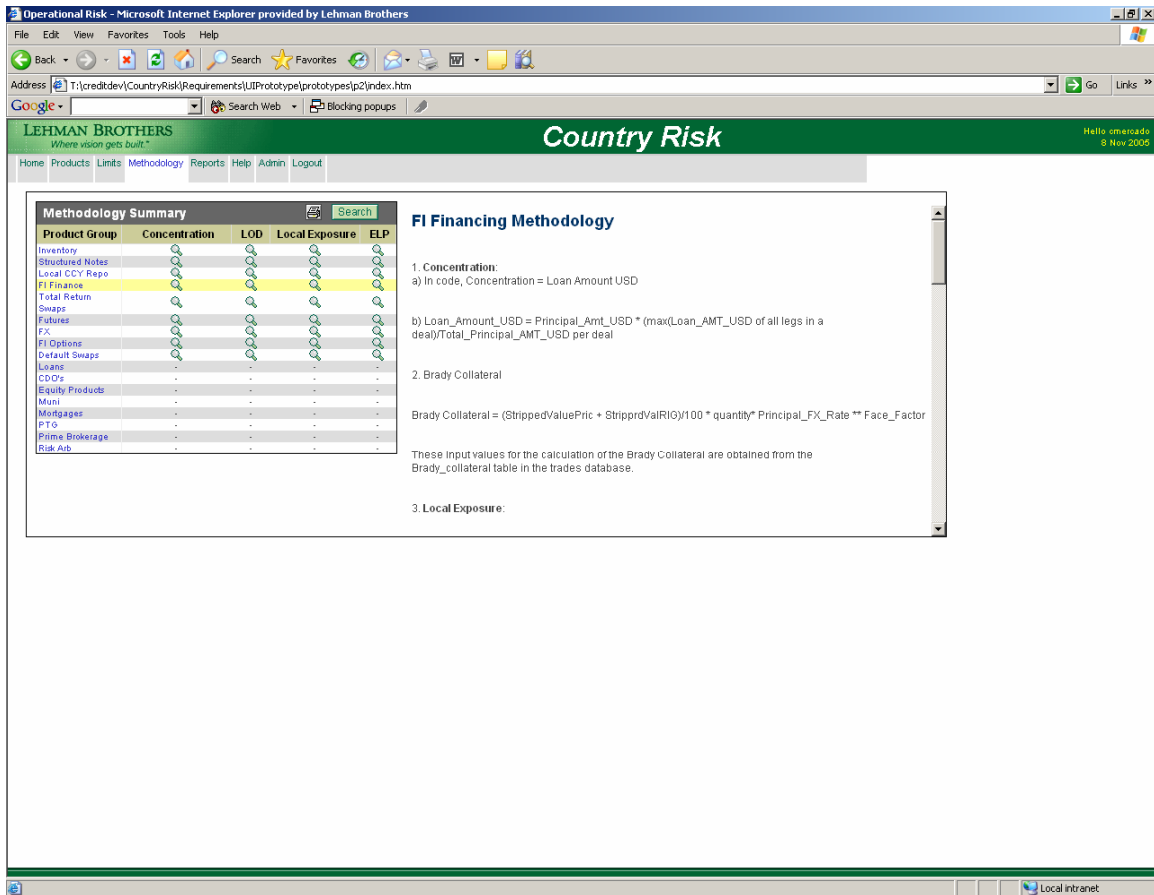 Operational Risk - Microsoft Internet Explorer provided by Lehman Brothers
File Edit View Favorites Tools Help
Back Search Favorites
Address T:\creditdev\CountryRisk\Requirements\UIPrototype\prototypes\p2\index.htm Go Links »
Google Search Web Blocking popups
LEHMAN BROTHERS
Where vision gets built.™
Country Risk
Hello cmercado
8 Nov 2005
Home Products Limits Methodology Reports Help Admin Logout
Methodology Summary Search
Product Group Concentration LOD Local Exposure ELP
Inventory
Structured Notes
Local CCY Repo
FI Finance
Total Return
Swaps
Futures
FX
FI Options
Default Swaps
Loans - - - -
CDO's - - - -
Equity Products - - - -
Muni - - - -
Mortgages - - - -
PTG - - - -
Prime Brokerage - - - -
Risk Arb - - - -
FI Financing Methodology
1. Concentration:
a) In code, Concentration = Loan Amount USD
b) Loan_Amount_USD = Principal_Amt_USD * (max(Loan_AMT_USD of all legs in a
deal)/Total_Principal_AMT_USD per deal
2. Brady Collateral
Brady Collateral = (StrippedValuePric + StripprdValRIG)/100 * quantity* Principal_FX_Rate ** Face_Factor
These input values for the calculation of the Brady Collateral are obtained from the
Brady_collateral table in the trades database.
3. Local Exposure:
Local intranet